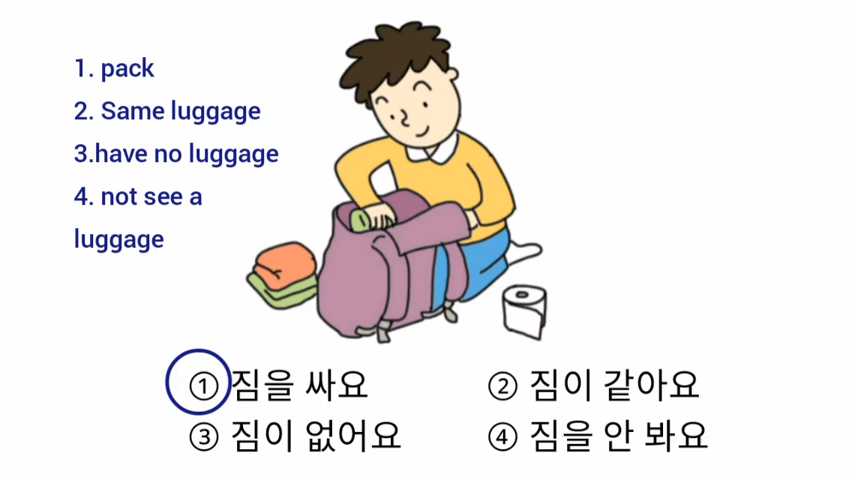 1. pack
2. Same luggage
3.have no luggage
4. not see a
luggage
① 짐을 싸요 ② 짐이 같아요
③ 짐이 없어요 ④ 짐을 안 봐요